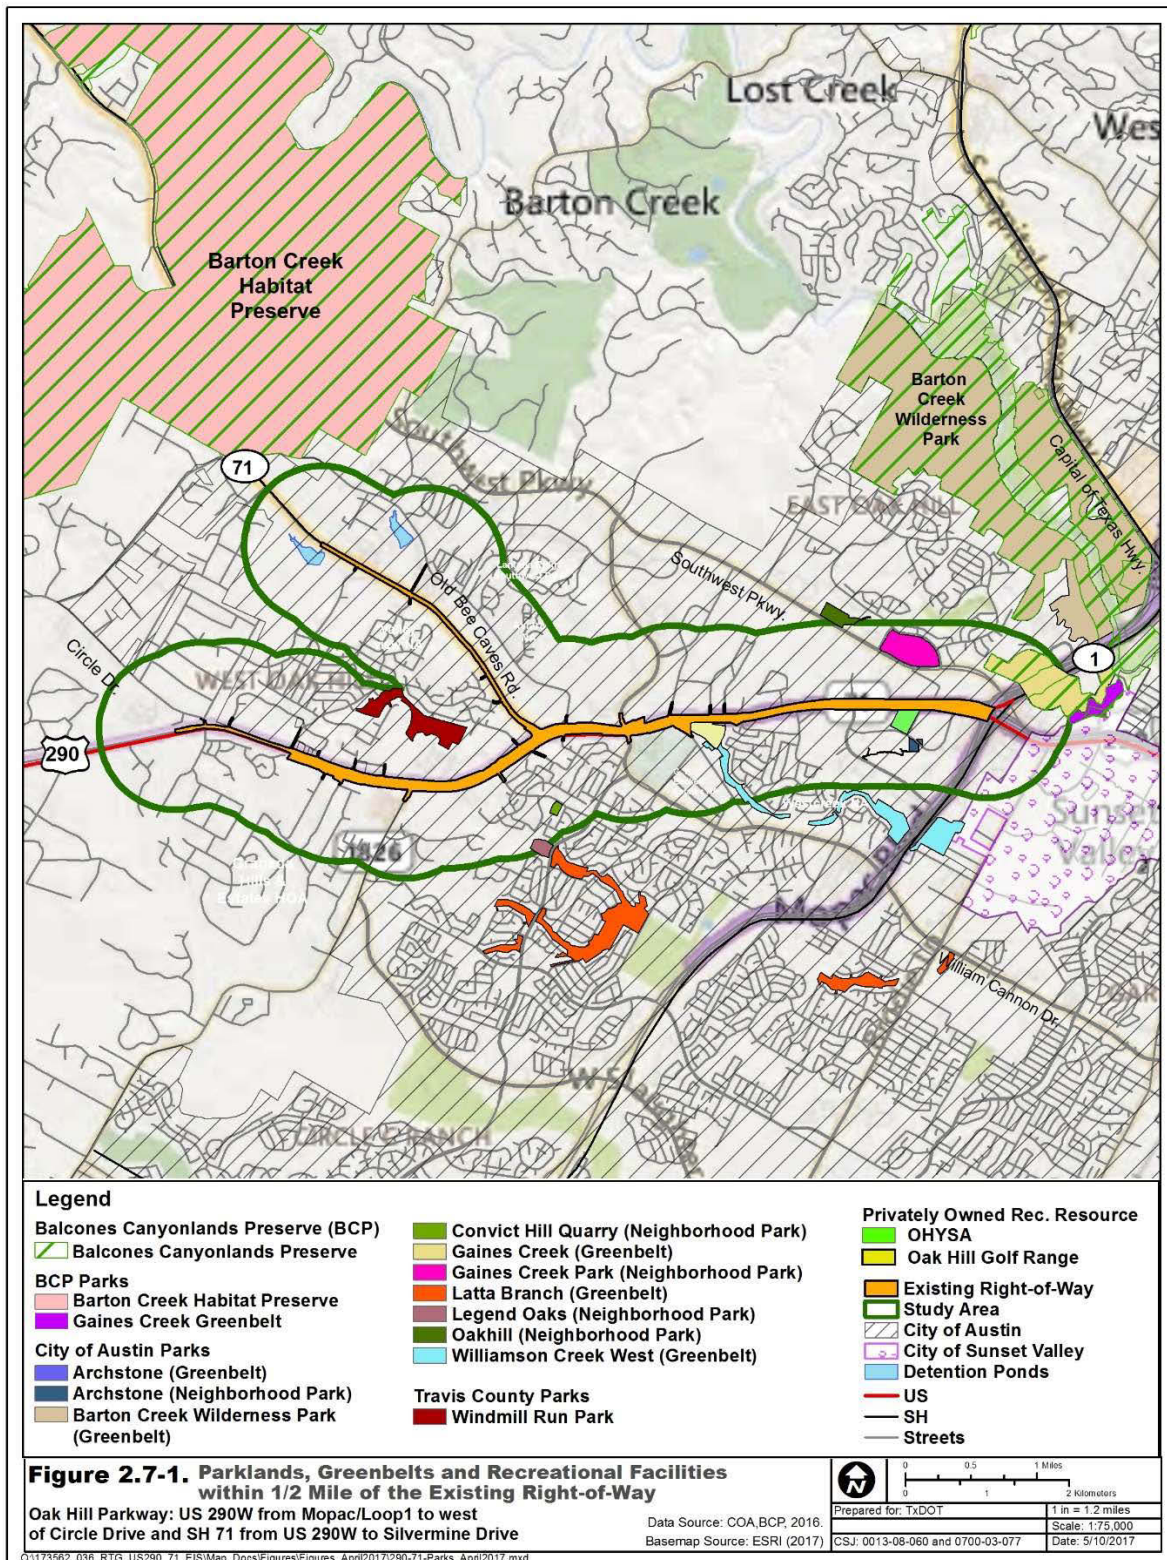 Lost Creek
Wes
Barton Creek
Barton Creek
Habitat
Preserve
Barton
Creek
Wilderness
Park
Southwest Pkwy
71
EAST OAK HILL
Capital of Texas Hwy.
Southwest Pkwy.
Old Bee Caves Rd.
Circle Dr.
WEST OAK HILL
1
290
1826
Sunset
Valley
William Cannon Dr.
GAR
CIRCLE C RANCH
Legend
Balcones Canyonlands Preserve (BCP)
Balcones Canyonlands Preserve
BCP Parks
Barton Creek Habitat Preserve
Gaines Creek Greenbelt
City of Austin Parks
Archstone (Greenbelt)
Archstone (Neighborhood Park)
Barton Creek Wilderness Park
(Greenbelt)
Convict Hill Quarry (Neighborhood Park)
Gaines Creek (Greenbelt)
Gaines Creek Park (Neighborhood Park)
Latta Branch (Greenbelt)
Legend Oaks (Neighborhood Park)
Oakhill (Neighborhood Park)
Williamson Creek West (Greenbelt)
Travis County Parks
Windmill Run Park
Privately Owned Rec. Resource
OHYSA
Oak Hill Golf Range
Existing Right-of-Way
Study Area
City of Austin
City of Sunset Valley
Detention Ponds
US
SH
Streets
Figure 2.7-1. Parklands, Greenbelts and Recreational Facilities
within 1/2 Mile of the Existing Right-of-Way
Oak Hill Parkway: US 290W from Mopac/Loop1 to west
of Circle Drive and SH 71 from US 290W to Silvermine Drive
Data Source: COA,BCP, 2016.
Basemap Source: ESRI (2017)
N
0 0.5 1 Miles
0 1 2 Kilometers
Prepared for: TxDOT
1 in = 1.2 miles
Scale: 1:75,000
CSJ: 0013-08-060 and 0700-03-077
Date: 5/10/2017
Q:\173562_036_RTG_US290_71_EIS\Map_Docs\Figures\Figures_April2017\290-71-Parks_April2017.mxd